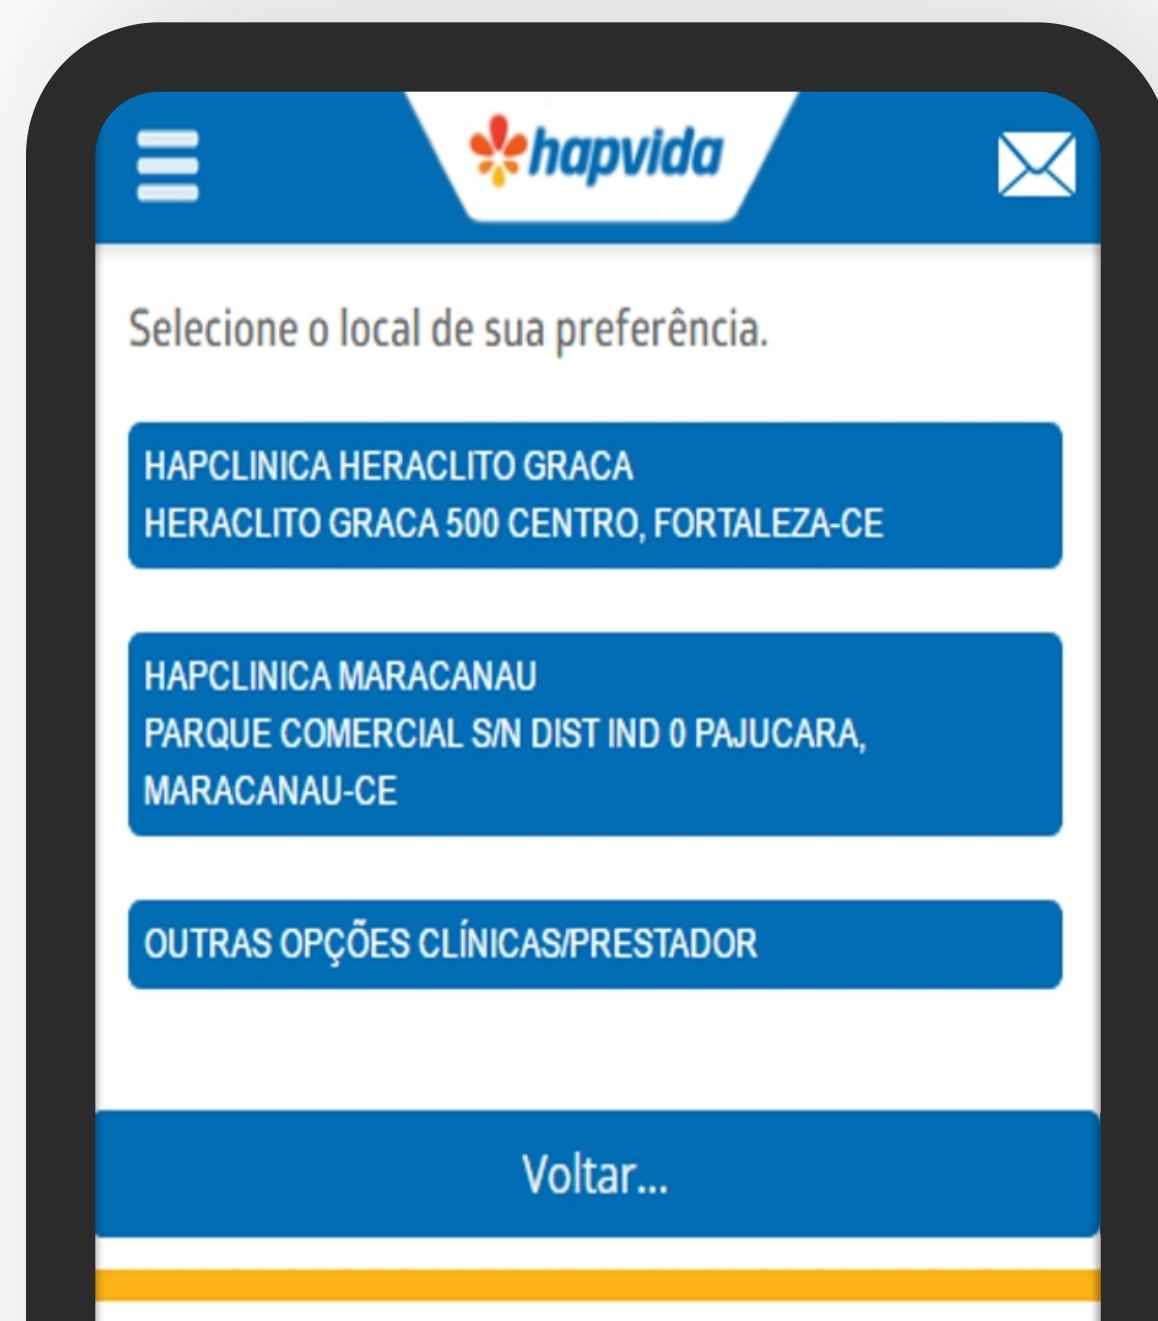 hapvida
Selecione o local de sua preferência.
HAPCLINICA HERACLITO GRACA
HERACLITO GRACA 500 CENTRO, FORTALEZA-CE
HAPCLINICA MARACANAU
PARQUE COMERCIAL S/N DIST IND 0 PAJUCARA,
MARACANAU-CE
OUTRAS OPÇÕES CLÍNICAS/PRESTADOR
Voltar...